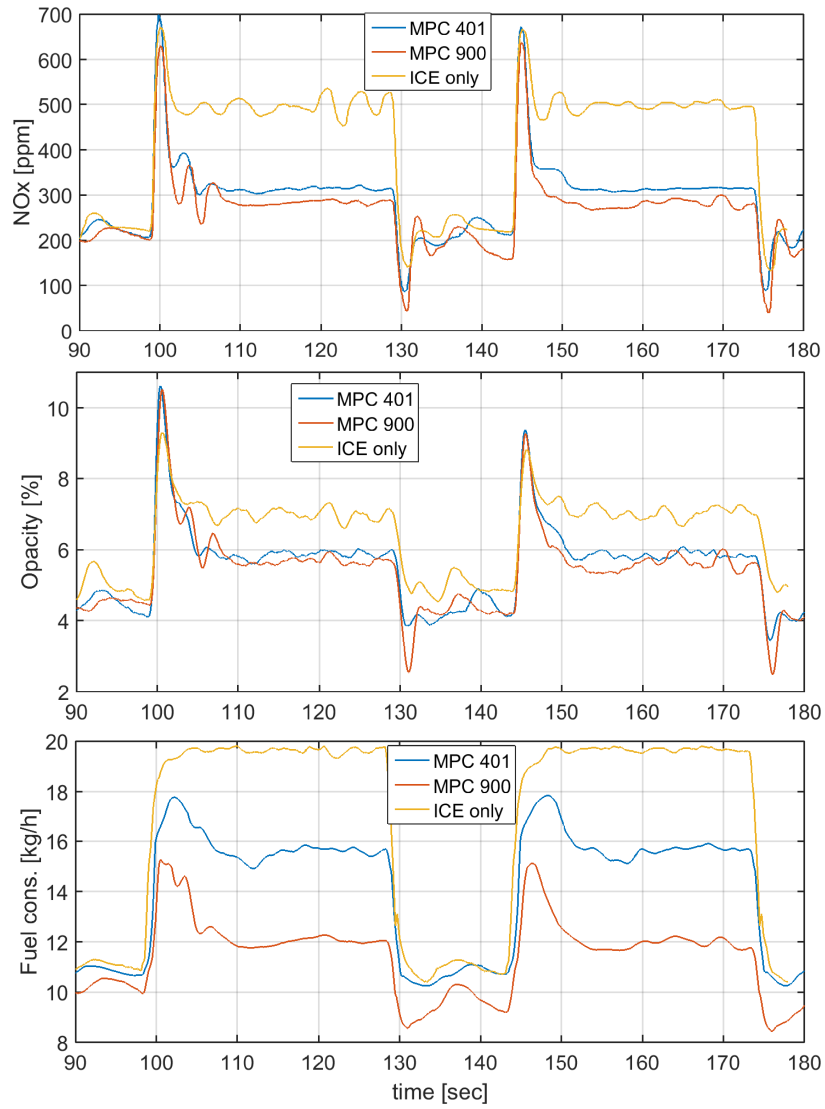 700
600
500
400
300
200
100
0
NOx [ppm]
MPC 401
MPC 900
ICE only
90 100 110 120 130 140 150 160 170 180
10
8
6
4
2
Opacity [%]
MPC 401
MPC 900
ICE only
90 100 110 120 130 140 150 160 170 180
20
18
16
14
12
10
8
Fuel cons. [kg/h]
MPC 401
MPC 900
ICE only
90 100 110 120 130 140 150 160 170 180
time [sec]